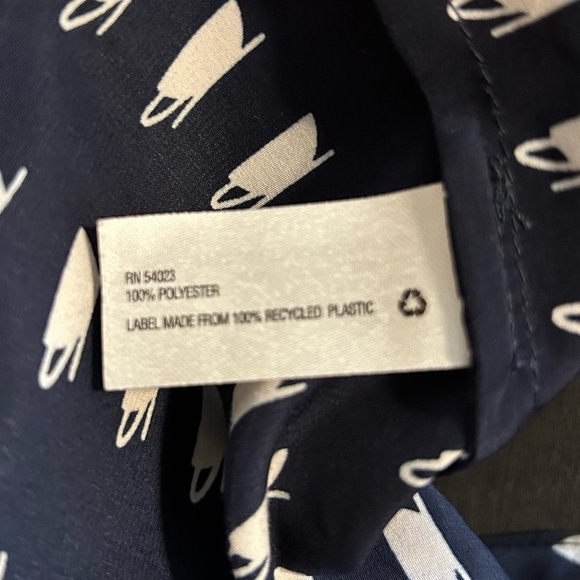 RN 54023
100% POLYESTER
LABEL MADE FROM 100% RECYCLED PLASTIC